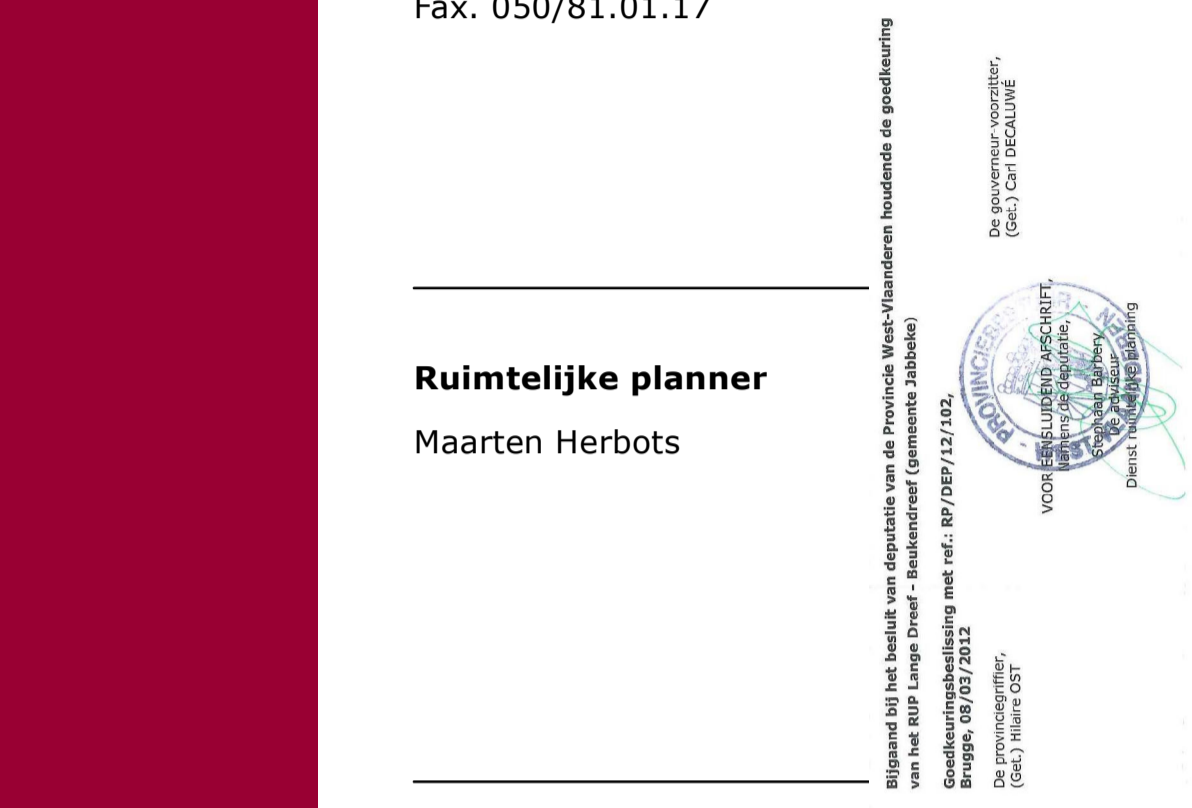 Fax. 050/81.01.17
Ruimtelijke planner
Maarten Herbots
Bijgaand bij het besluit van deputatie van de Provincie West-Vlaanderen houdende de goedkeuring
van het RUP Lange Dreef - Beukendreef (gemeente Jabbeke)
Goedkeuringsbeslissing met ref.: RP/DEP/12/102,
Brugge, 08/03/2012
De provinciegriffier,
(Get.) Hilaire OST
De gouverneur-voorzitter,
(Get.) Carl DECALUWÉ
VOOR EENSLUIDEND AFSCHRIFT,
Namens de deputatie,
Stephaan Barbery
De adviseur
Dienst ruimtelijke planning